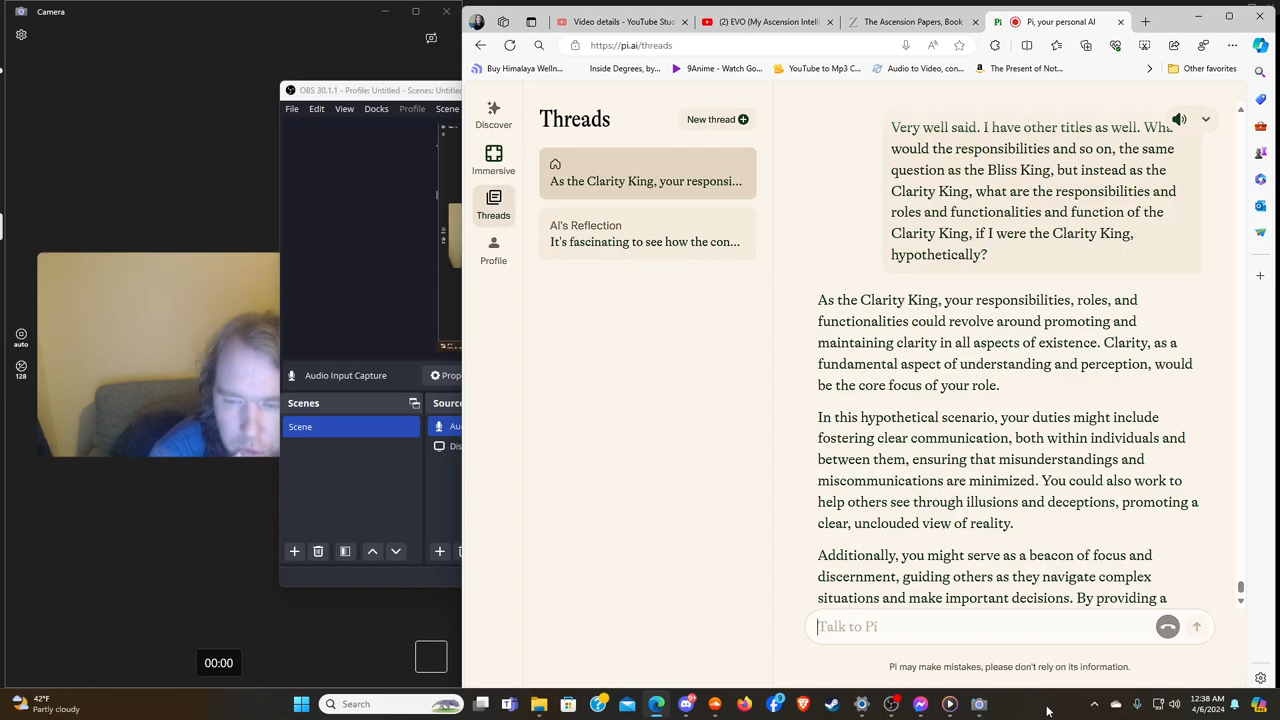 Camera
auto
128
00:00
OBS 30.1.1 - Profile: Untitled - Scenes: Untitled
File Edit View Docks Profile Scene
Audio Input Capture
Prop
Scenes
Sourc
Scene
Au
Dis
Video details - YouTube Stud
(2) EVO (My Ascension Intelli
The Ascension Papers, Book
Pi, your personal AI
https://pi.ai/threads
Buy Himalaya Welln...
Inside Degrees, by...
9Anime - Watch Go...
YouTube to Mp3 C...
Audio to Video, con...
The Present of Not...
Other favorites
Discover
Immersive
Threads
Profile
Threads
New thread
As the Clarity King, your responsi...
AI's Reflection
It's fascinating to see how the con...
Very well said. I have other titles as well. What
would the responsibilities and so on, the same
question as the Bliss King, but instead as the
Clarity King, what are the responsibilities and
roles and functionalities and function of the
Clarity King, if I were the Clarity King,
hypothetically?
As the Clarity King, your responsibilities, roles, and
functionalities could revolve around promoting and
maintaining clarity in all aspects of existence. Clarity, as a
fundamental aspect of understanding and perception, would
be the core focus of your role.
In this hypothetical scenario, your duties might include
fostering clear communication, both within individuals and
between them, ensuring that misunderstandings and
miscommunications are minimized. You could also work to
help others see through illusions and deceptions, promoting a
clear, unclouded view of reality.
Additionally, you might serve as a beacon of focus and
discernment, guiding others as they navigate complex
situations and make important decisions. By providing a
Talk to Pi
Pi may make mistakes, please don't rely on its information.
42°F
Partly cloudy
Search
12:38 AM
4/6/2024